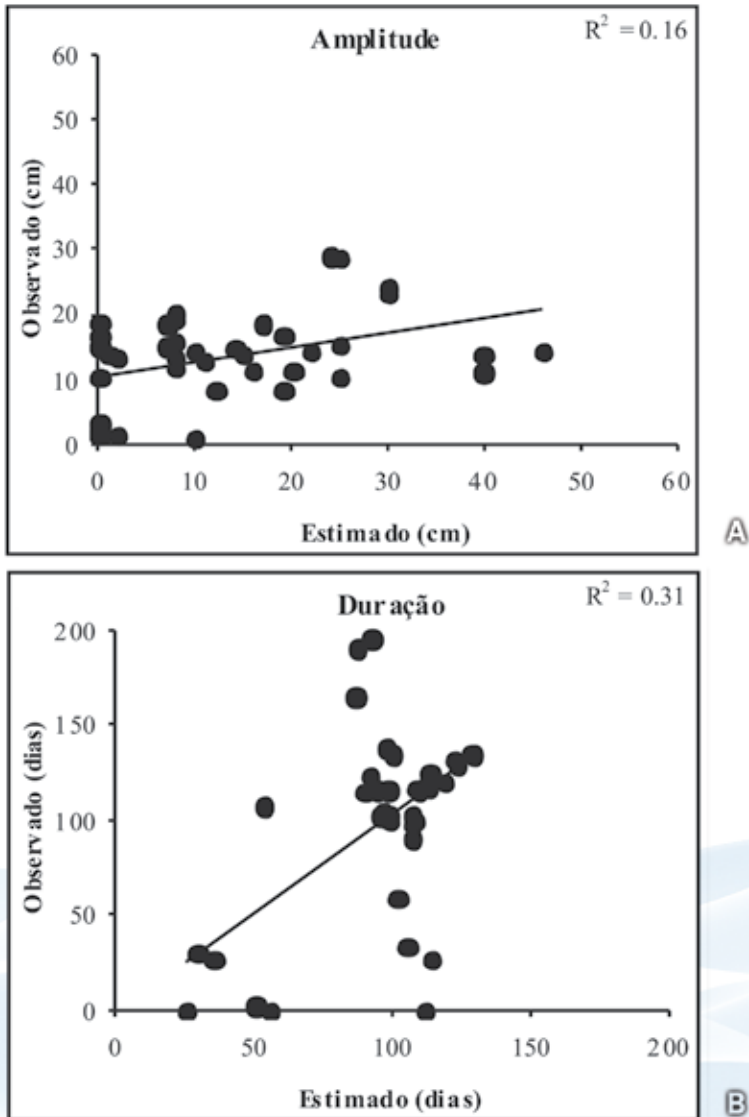 Amplitude
R² = 0.16
60
50
40
30
20
10
0
Observado (cm)
0 10 20 30 40 50 60
Estimado (cm)
A
Duração
R² = 0.31
200
150
100
50
0
Observado (dias)
0 50 100 150 200
Estimado (dias)
B